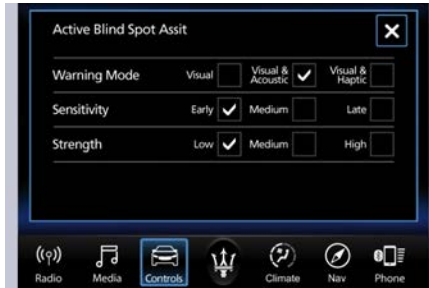 Active Blind Spot Assit
Warning Mode Visual Visual & Acoustic Visual & Haptic
Sensitivity Early Medium Late
Strength Low Medium High
Radio Media Controls Climate Nav Phone